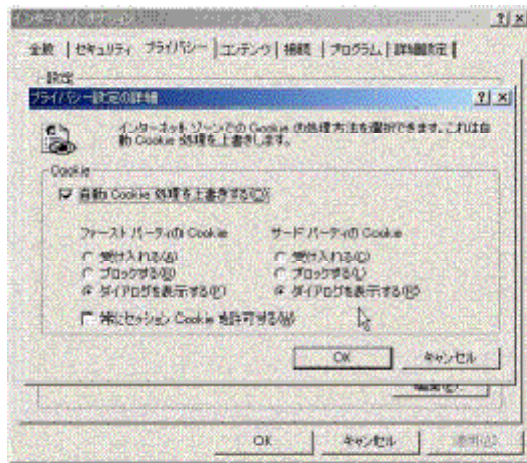 インターネット オプション
全般 セキュリティ プライバシー コンテンツ 接続 プログラム 詳細設定
設定
プライバシー設定の詳細
インターネット ゾーンでの Cookie の処理方法を選択できます。これは自
動 Cookie 処理を上書きします。
Cookie
自動 Cookie 処理を上書きする(O)
ファースト パーティの Cookie
サード パーティの Cookie
受け入れる(A)
受け入れる(C)
ブロックする(B)
ブロックする(L)
ダイアログを表示する(P)
ダイアログを表示する(R)
常にセッション Cookie を許可する(W)
OK
キャンセル
OK
キャンセル
適用(A)